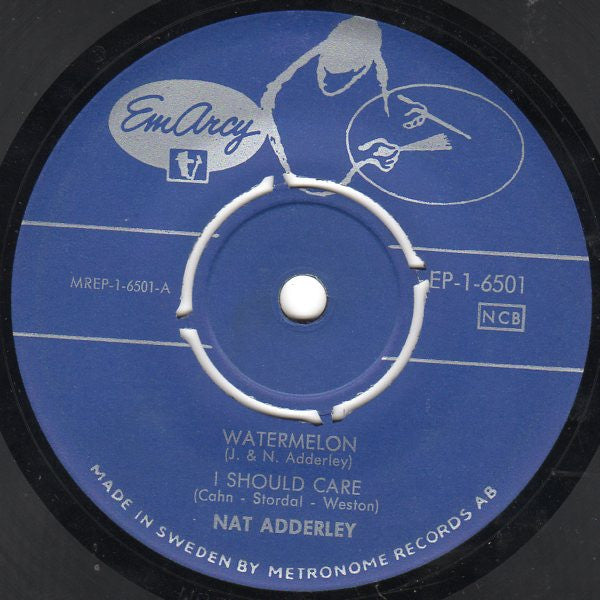 EmArcy
MREP-1-6501-A
EP-1-6501
NCB
WATERMELON
(J. & N. Adderley)
I SHOULD CARE
(Cahn - Stordal - Weston)
NAT ADDERLEY
MADE IN SWEDEN BY METRONOME RECORDS AB